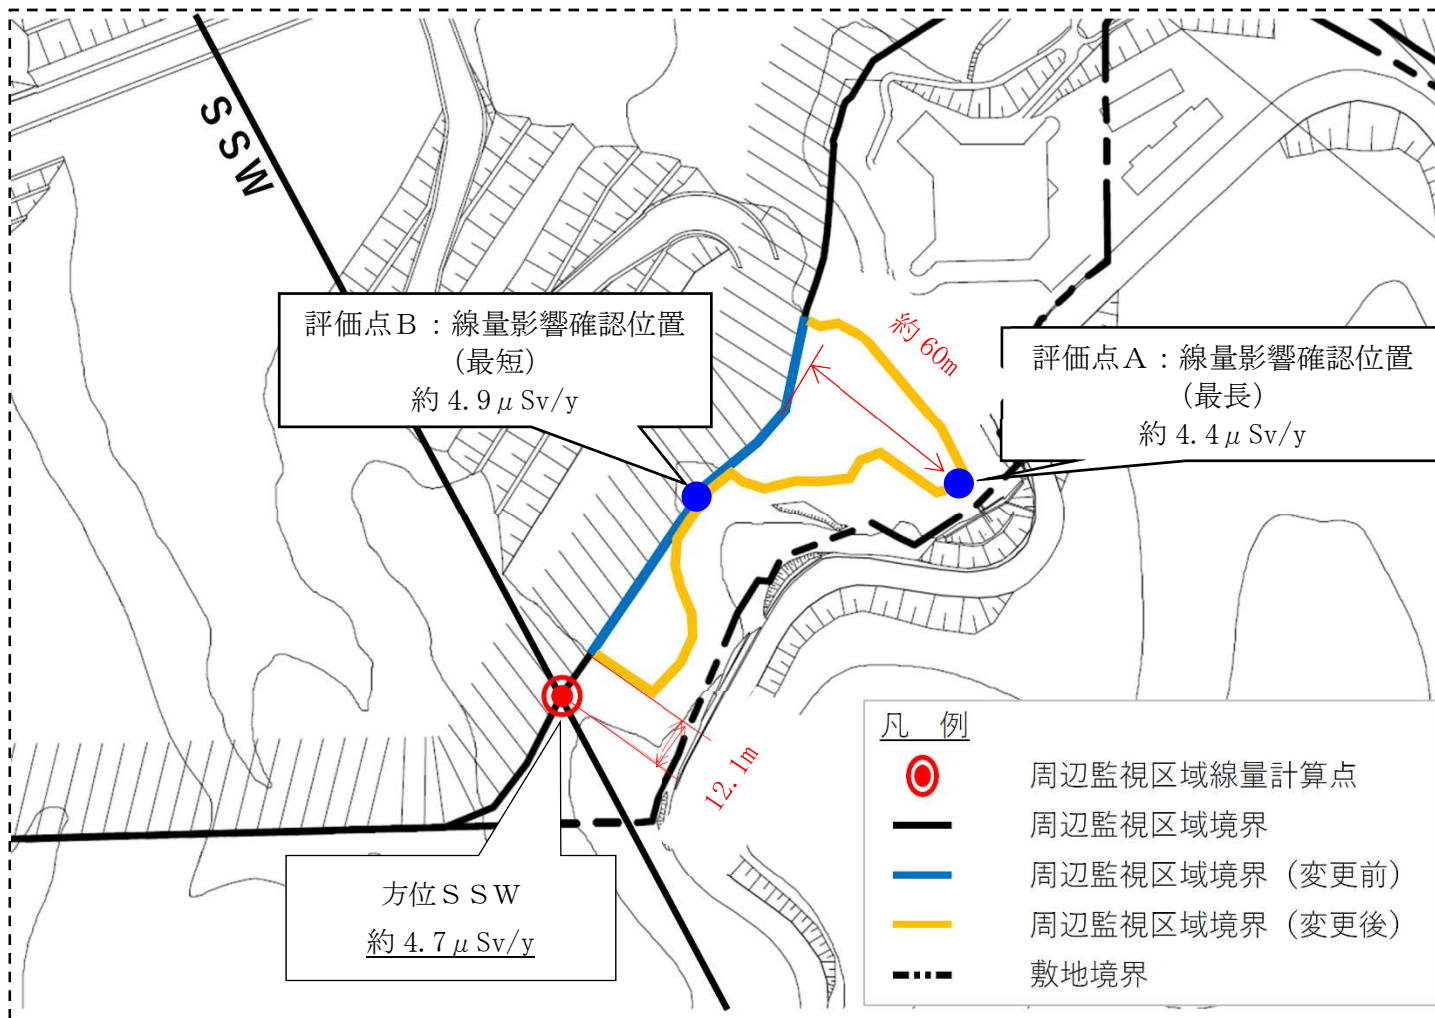 SSW
評価点B：線量影響確認位置
(最短)
約 4.9μSv/y
約 60m
評価点A：線量影響確認位置
(最長)
約 4.4μSv/y
12.1m
方位SSW
約 4.7μSv/y
凡　例
周辺監視区域線量計算点
周辺監視区域境界
周辺監視区域境界（変更前）
周辺監視区域境界（変更後）
敷地境界